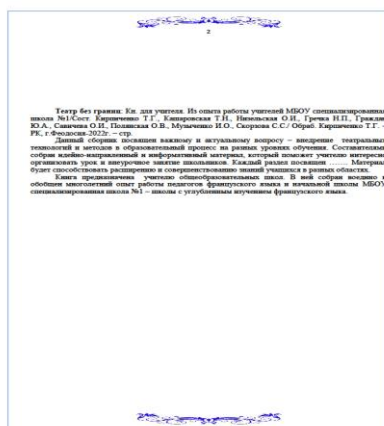 2
Театр без границ: Кн. для учителя. Из опыта работы учителей МБОУ специализированная
школа №1/Сост. Кириченко Т.Г., Кашаровская Т.Н., Низельская О.И., Гречка Н.П., Граждан
Ю.А., Савичева О.И., Полянская О.В., Музыченко И.О., Скорзова С.С./ Обраб. Кириченко Т.Г. -
РК, г.Феодосия-2022г. – стр.
Данный сборник посвящен важному и актуальному вопросу – внедрение театральных
технологий и методов в образовательный процесс на разных уровнях обучения. Составителями
собран идейно-направленный и информативный материал, который поможет учителю интересно
организовать урок и внеурочное занятие школьников. Каждый раздел посвящен ....... Материал
будет способствовать расширению и совершенствованию знаний учащихся в разных областях.
Книга предназначена учителю общеобразовательных школ. В ней собран воедино и
обобщен многолетний опыт работы педагогов французского языка и начальной школы МБОУ
специализированная школа №1 – школы с углубленным изучением французского языка.